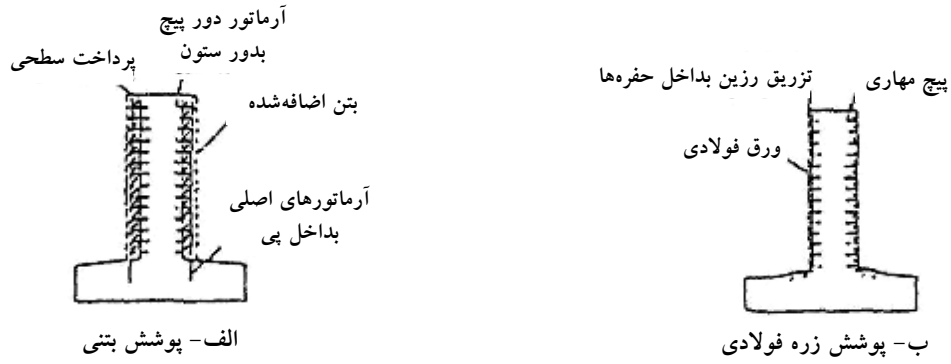 آرماتور دور پیچ
بدور ستون
پرداخت سطحی
بتن اضافه‌شده
آرماتورهای اصلی
بداخل پی
الف- پوشش بتنی
پیچ مهاری
تزریق رزین بداخل حفره‌ها
ورق فولادی
ب- پوشش زره فولادی